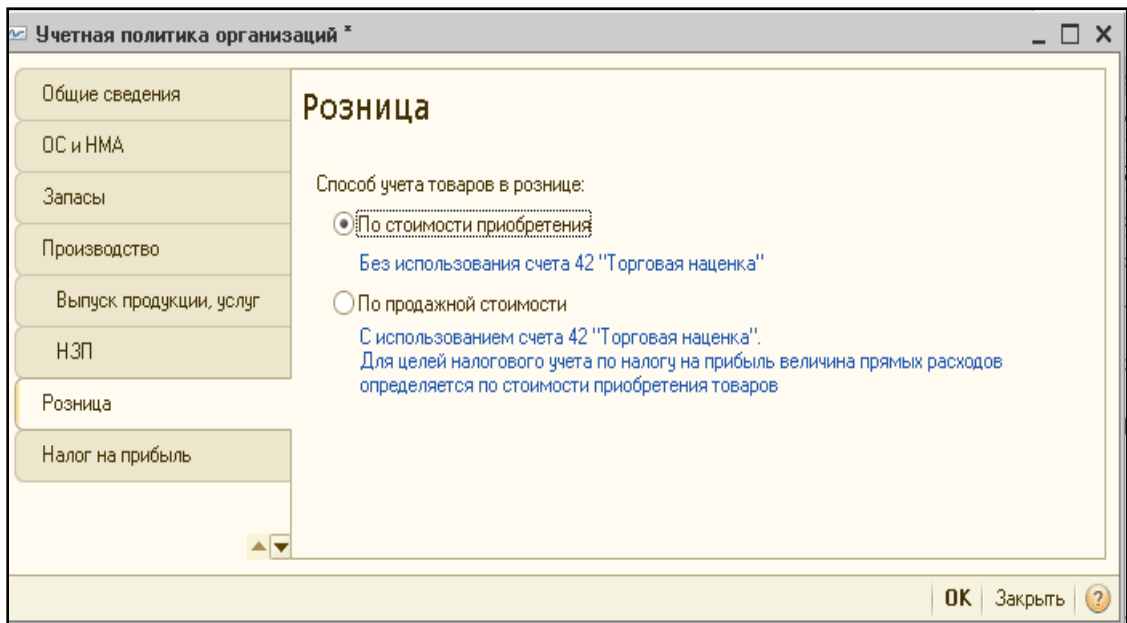 Учетная политика организаций *
Общие сведения
ОС и НМА
Запасы
Производство
Выпуск продукции, услуг
НЗП
Розница
Налог на прибыль
Розница
Способ учета товаров в рознице:
По стоимости приобретения
Без использования счета 42 "Торговая наценка"
По продажной стоимости
С использованием счета 42 "Торговая наценка".
Для целей налогового учета по налогу на прибыль величина прямых расходов
определяется по стоимости приобретения товаров
OK Закрыть ?